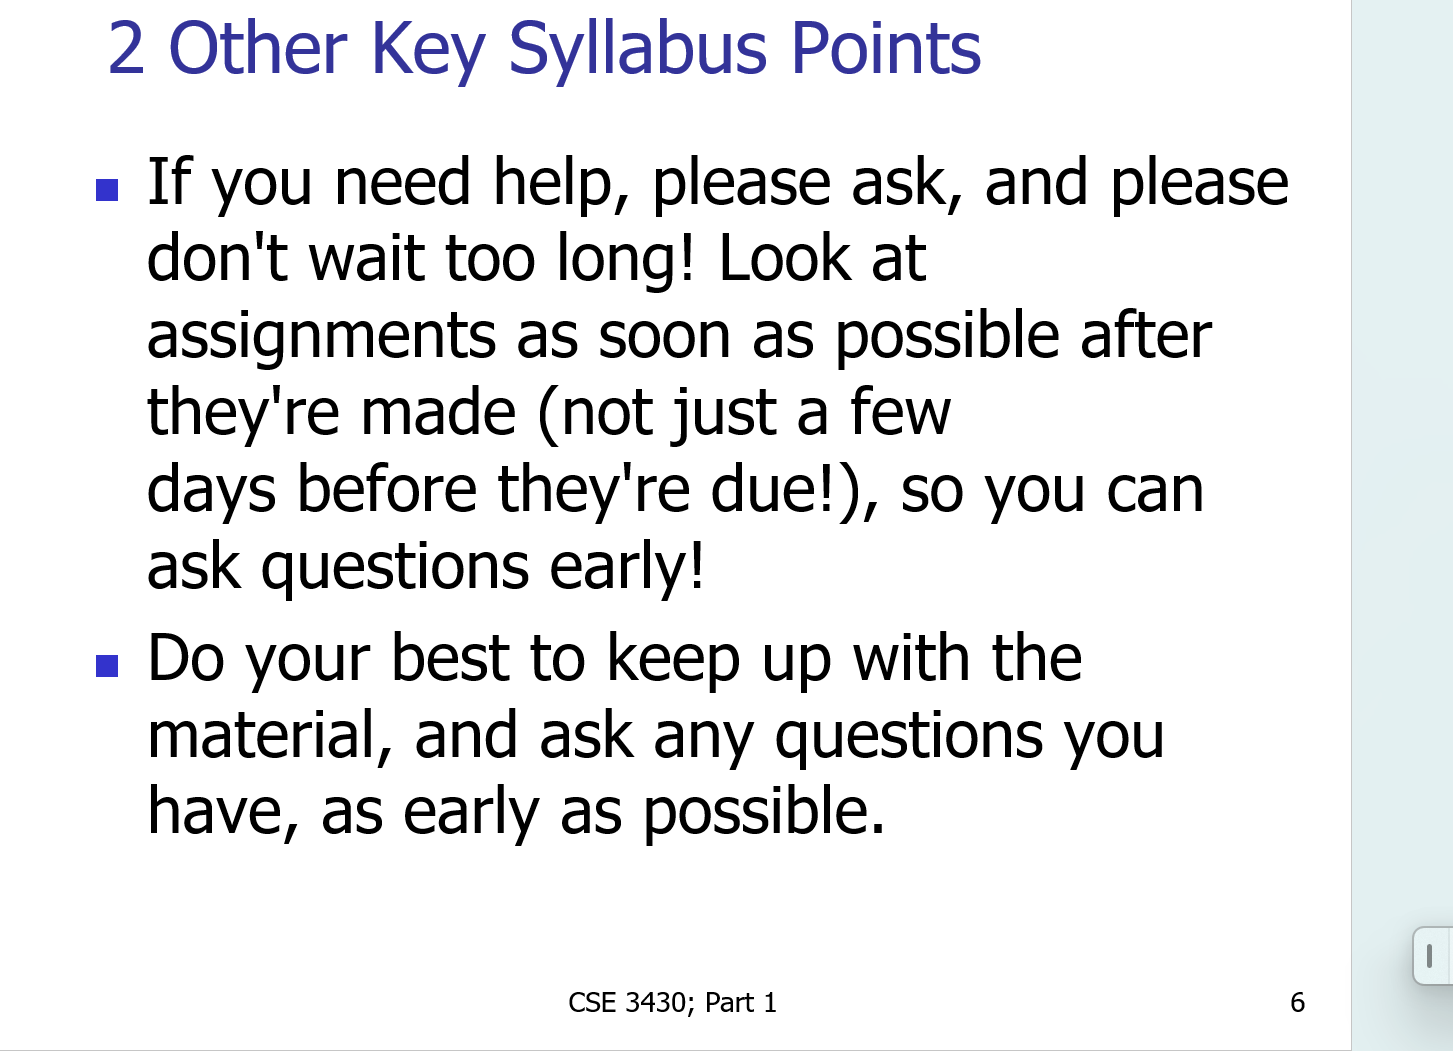 2 Other Key Syllabus Points
If you need help, please ask, and please
don't wait too long! Look at
assignments as soon as possible after
they're made (not just a few
days before they're due!), so you can
ask questions early!
Do your best to keep up with the
material, and ask any questions you
have, as early as possible.
CSE 3430; Part 1
6